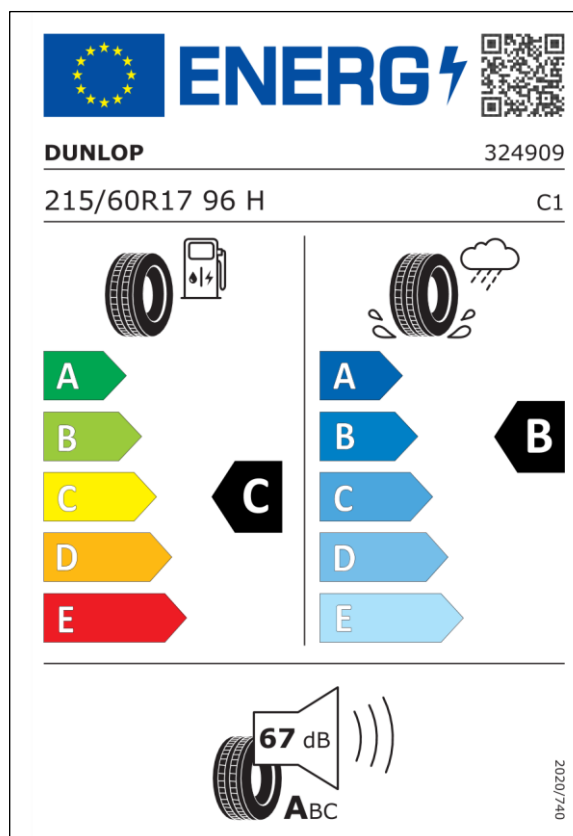 ENERG
DUNLOP 324909
215/60R17 96 H C1
A
B
C
D
E
C
A
B
C
D
E
B
67 dB
ABC
2020/740